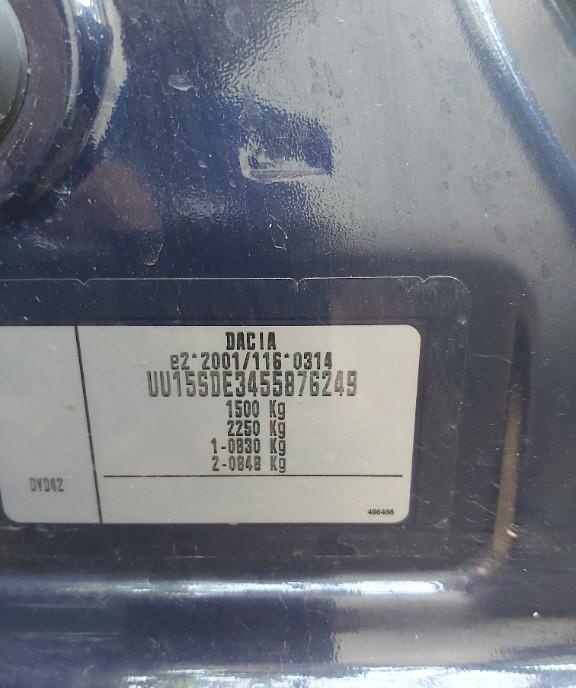 DACIA
e2*2001/116*0314
UU15SDE3455876249
1500 Kg
2250 Kg
1-0830 Kg
2-0848 Kg
DVD42
496486